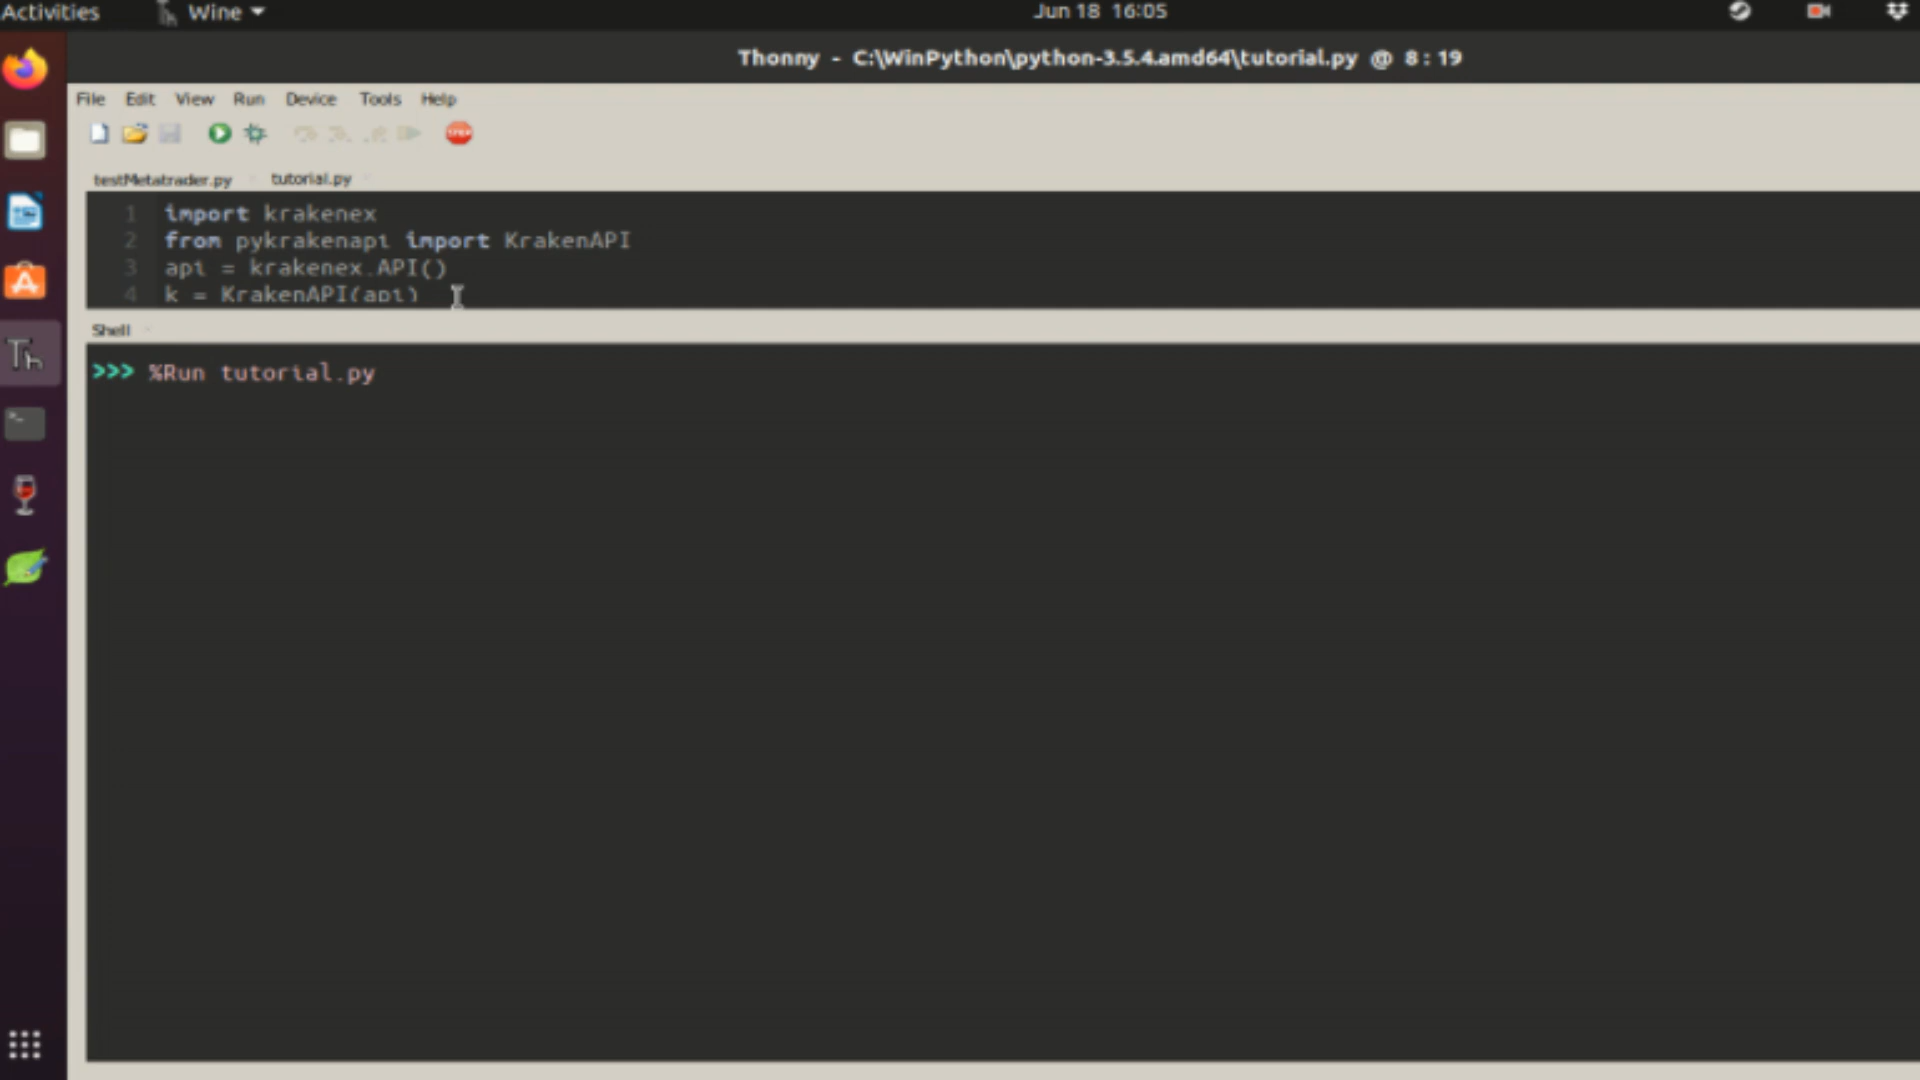 Activities Wine Jun 18 16:05
Thonny - C:\WinPython\python-3.5.4.amd64\tutorial.py @ 8:19
File Edit View Run Device Tools Help
STOP
testMetatrader.py tutorial.py
1 import krakenex
2 from pykrakenapi import KrakenAPI
3 api = krakenex.API()
4 k = KrakenAPI(api)
Shell
>>> %Run tutorial.py